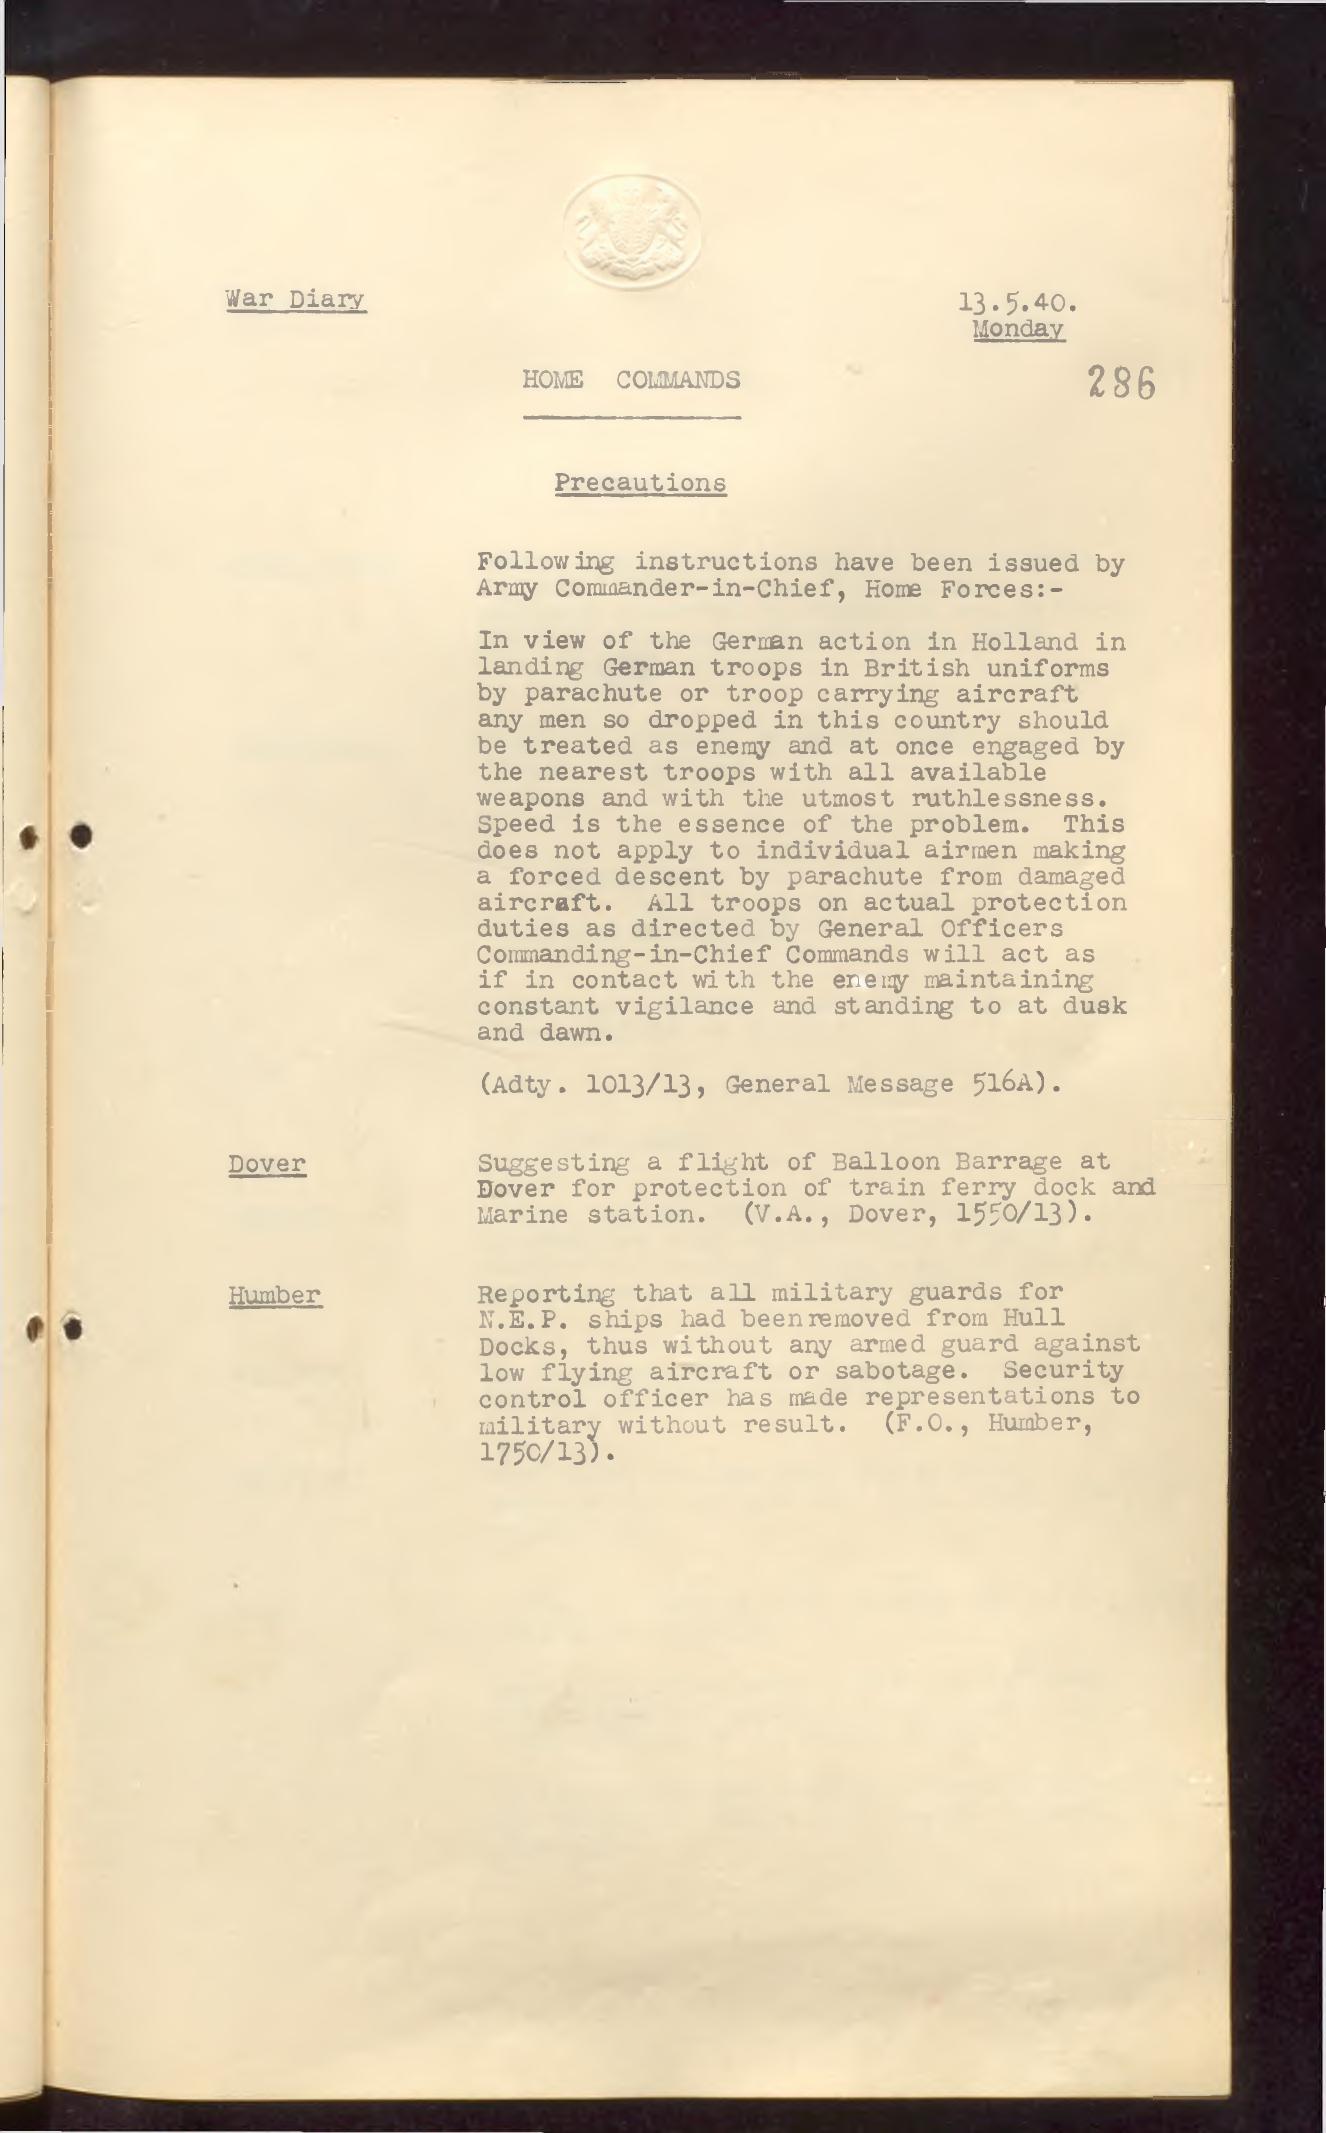 War Diary
13.5.40.
Monday
HOME COMMANDS
286
Precautions
Following instructions have been issued by
Army Commander-in-Chief, Home Forces:-
In view of the German action in Holland in
landing German troops in British uniforms
by parachute or troop carrying aircraft
any men so dropped in this country should
be treated as enemy and at once engaged by
the nearest troops with all available
weapons and with the utmost ruthlessness.
Speed is the essence of the problem. This
does not apply to individual airmen making
a forced descent by parachute from damaged
aircraft. All troops on actual protection
duties as directed by General Officers
Commanding-in-Chief Commands will act as
if in contact with the enemy maintaining
constant vigilance and standing to at dusk
and dawn.
(Adty. 1013/13, General Message 516A).
Dover
Suggesting a flight of Balloon Barrage at
Dover for protection of train ferry dock and
Marine station. (V.A., Dover, 1550/13).
Humber
Reporting that all military guards for
N.E.P. ships had been removed from Hull
Docks, thus without any armed guard against
low flying aircraft or sabotage. Security
control officer has made representations to
military without result. (F.O., Humber,
1750/13).